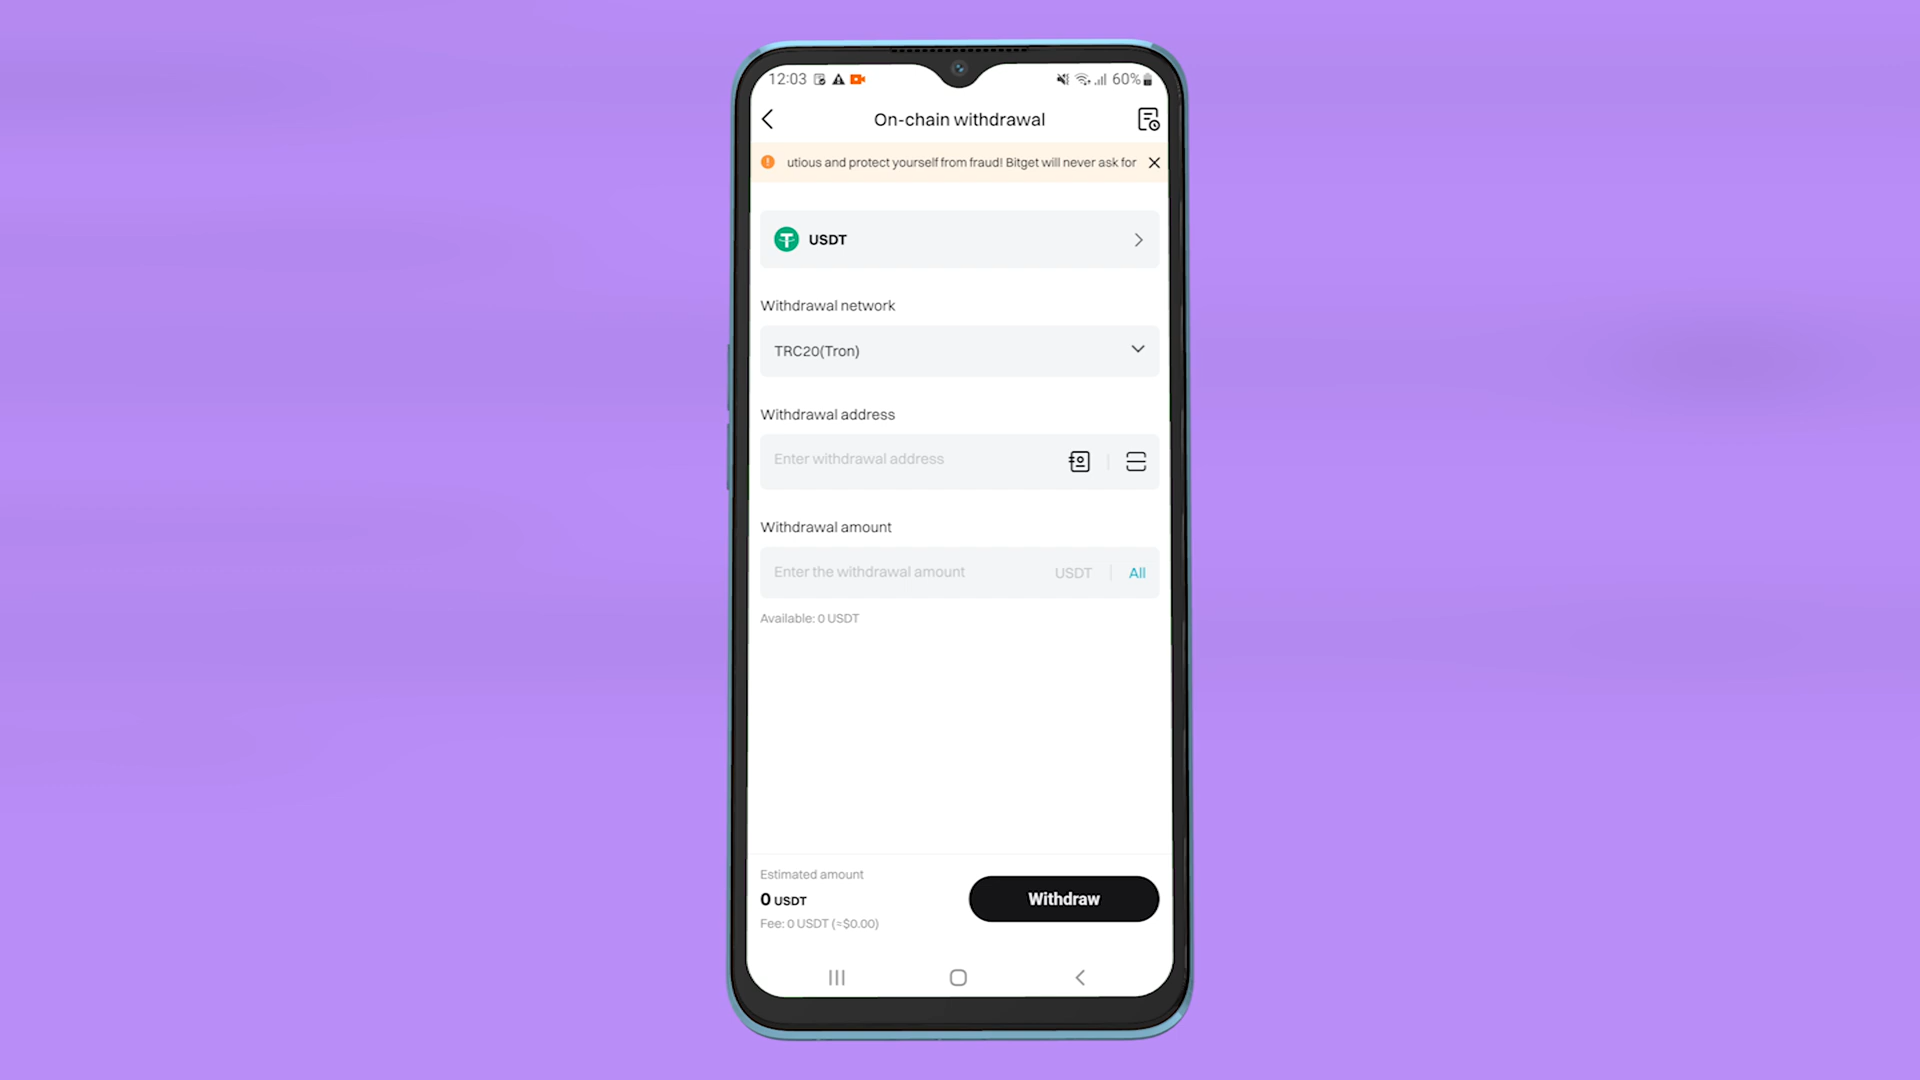 12:03 60%
On-chain withdrawal
utious and protect yourself from fraud! Bitget will never ask for
USDT
Withdrawal network
TRC20(Tron)
Withdrawal address
Enter withdrawal address
Withdrawal amount
Enter the withdrawal amount USDT All
Available: 0 USDT
Estimated amount
0 USDT
Withdraw
Fee: 0 USDT (≈$0.00)